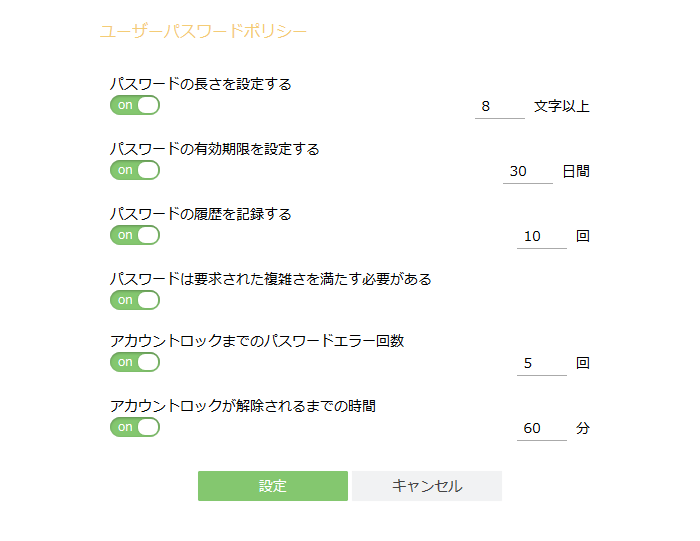 ユーザーパスワードポリシー
パスワードの長さを設定する
on 8 文字以上
パスワードの有効期限を設定する
on 30 日間
パスワードの履歴を記録する
on 10 回
パスワードは要求された複雑さを満たす必要がある
on
アカウントロックまでのパスワードエラー回数
on 5 回
アカウントロックが解除されるまでの時間
on 60 分
設定 キャンセル